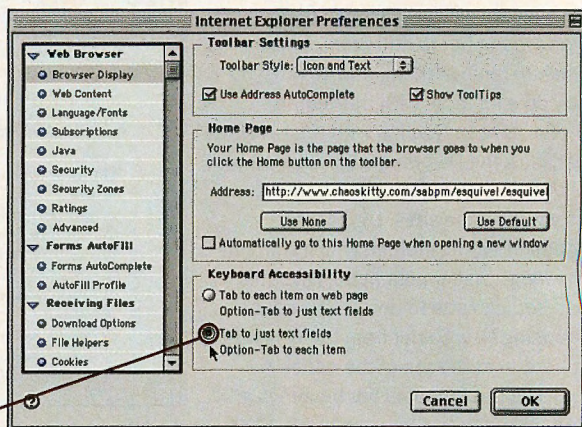 Internet Explorer Preferences
Web Browser
Browser Display
Web Content
Language/Fonts
Subscriptions
Java
Security
Security Zones
Ratings
Advanced
Forms AutoFill
Forms AutoComplete
AutoFill Profile
Receiving Files
Download Options
File Helpers
Cookies
Toolbar Settings
Toolbar Style: Icon and Text
Use Address AutoComplete
Show ToolTips
Home Page
Your Home Page is the page that the browser goes to when you
click the Home button on the toolbar.
Address: http://www.chaoskitty.com/sabpm/esquivel/esquivel
Use None
Use Default
Automatically go to this Home Page when opening a new window
Keyboard Accessibility
Tab to each item on web page
Option-Tab to just text fields
Tab to just text fields
Option-Tab to each item
?
Cancel
OK